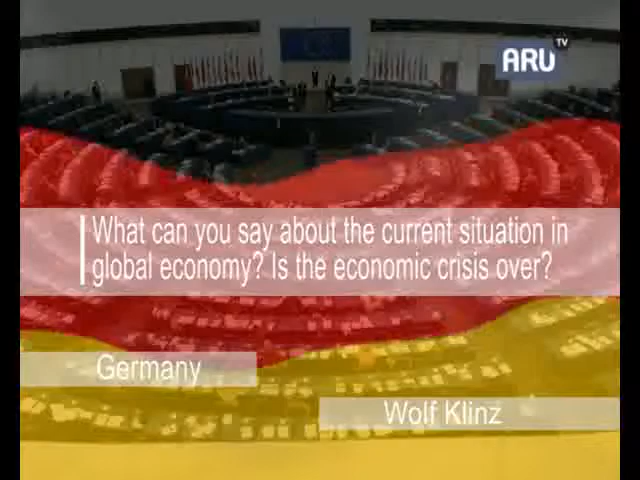 ARU TV
What can you say about the current situation in
global economy? Is the economic crisis over?
Germany
Wolf Klinz